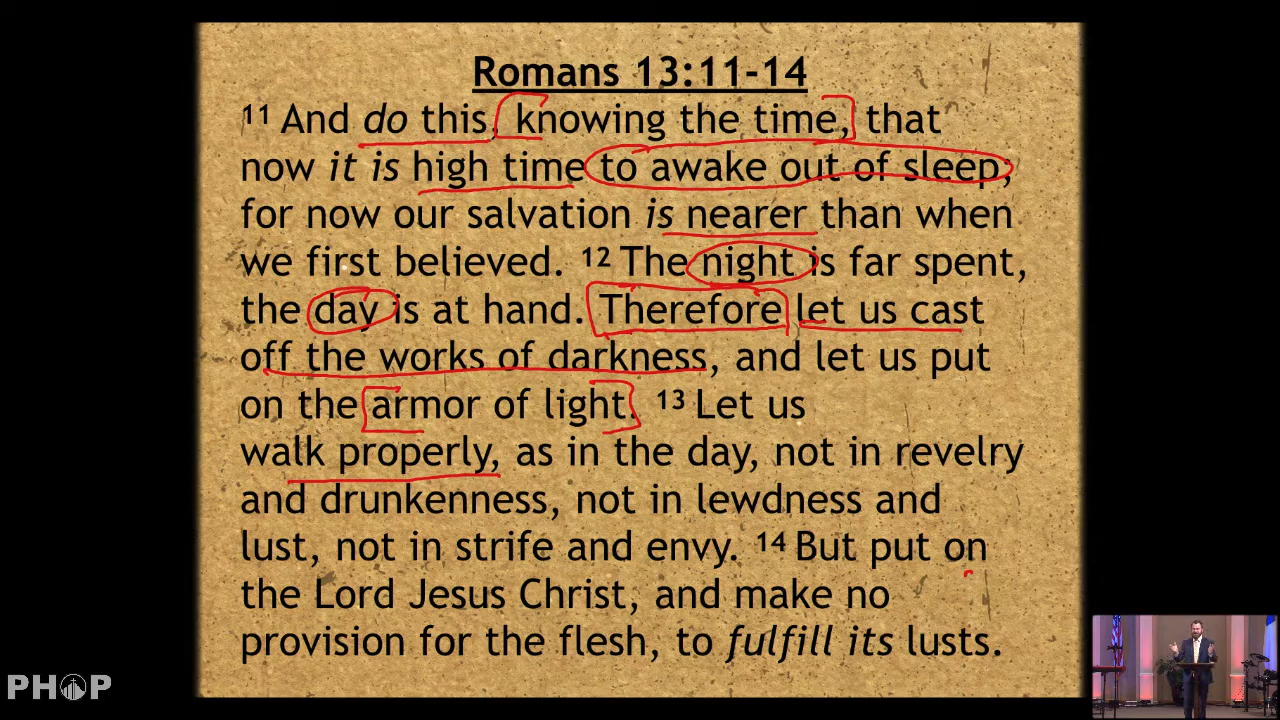 Romans 13:11-14
11 And do this, knowing the time, that
now it is high time to awake out of sleep;
for now our salvation is nearer than when
we first believed. 12 The night is far spent,
the day is at hand. Therefore let us cast
off the works of darkness, and let us put
on the armor of light. 13 Let us
walk properly, as in the day, not in revelry
and drunkenness, not in lewdness and
lust, not in strife and envy. 14 But put on
the Lord Jesus Christ, and make no
provision for the flesh, to fulfill its lusts.
PHOP